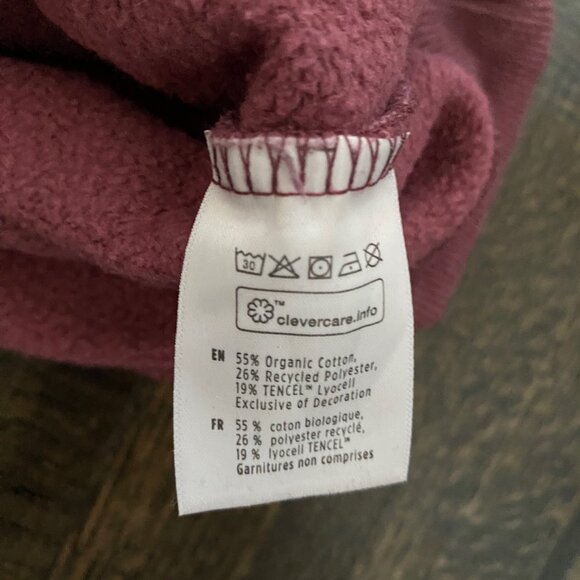 30
™
clevercare.info
EN 55% Organic Cotton,
26% Recycled Polyester,
19% TENCEL™ Lyocell
Exclusive of Decoration
FR 55 % coton biologique,
26 % polyester recyclé,
19 % lyocell TENCEL™
Garnitures non comprises